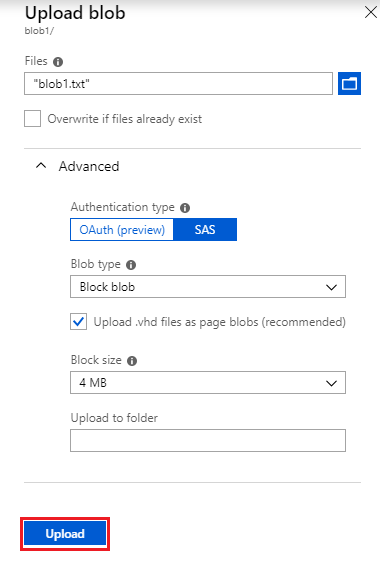 Upload blob
blob1/
Files
"blob1.txt"
Overwrite if files already exist
Advanced
Authentication type
OAuth (preview) SAS
Blob type
Block blob
Upload .vhd files as page blobs (recommended)
Block size
4 MB
Upload to folder
Upload